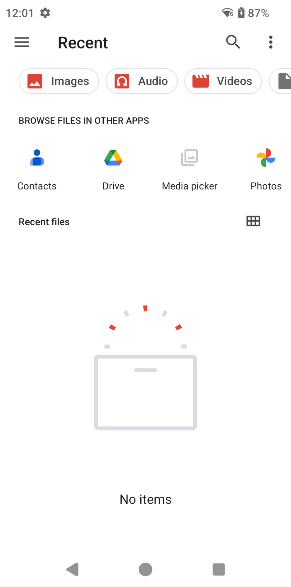 12:01 87%
Recent
Images Audio Videos
BROWSE FILES IN OTHER APPS
Contacts Drive Media picker Photos
Recent files
No items